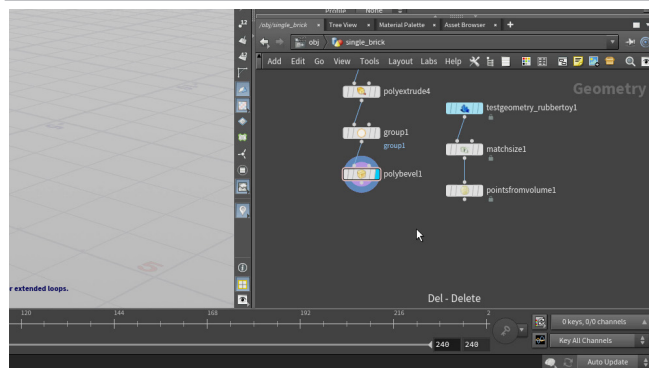 Profile None
/obj/single_brick × Tree View × Material Palette × Asset Browser × +
obj single_brick
Add Edit Go View Tools Layout Labs Help
Geometry
polyextrude4
testgeometry_rubbertoy1
group1
group1
matchsize1
polybevel1
pointsfromvolume1
r extended loops.
Del - Delete
120 144 168 192 216 2
0 keys, 0/0 channels
240 240 Key All Channels
Auto Update